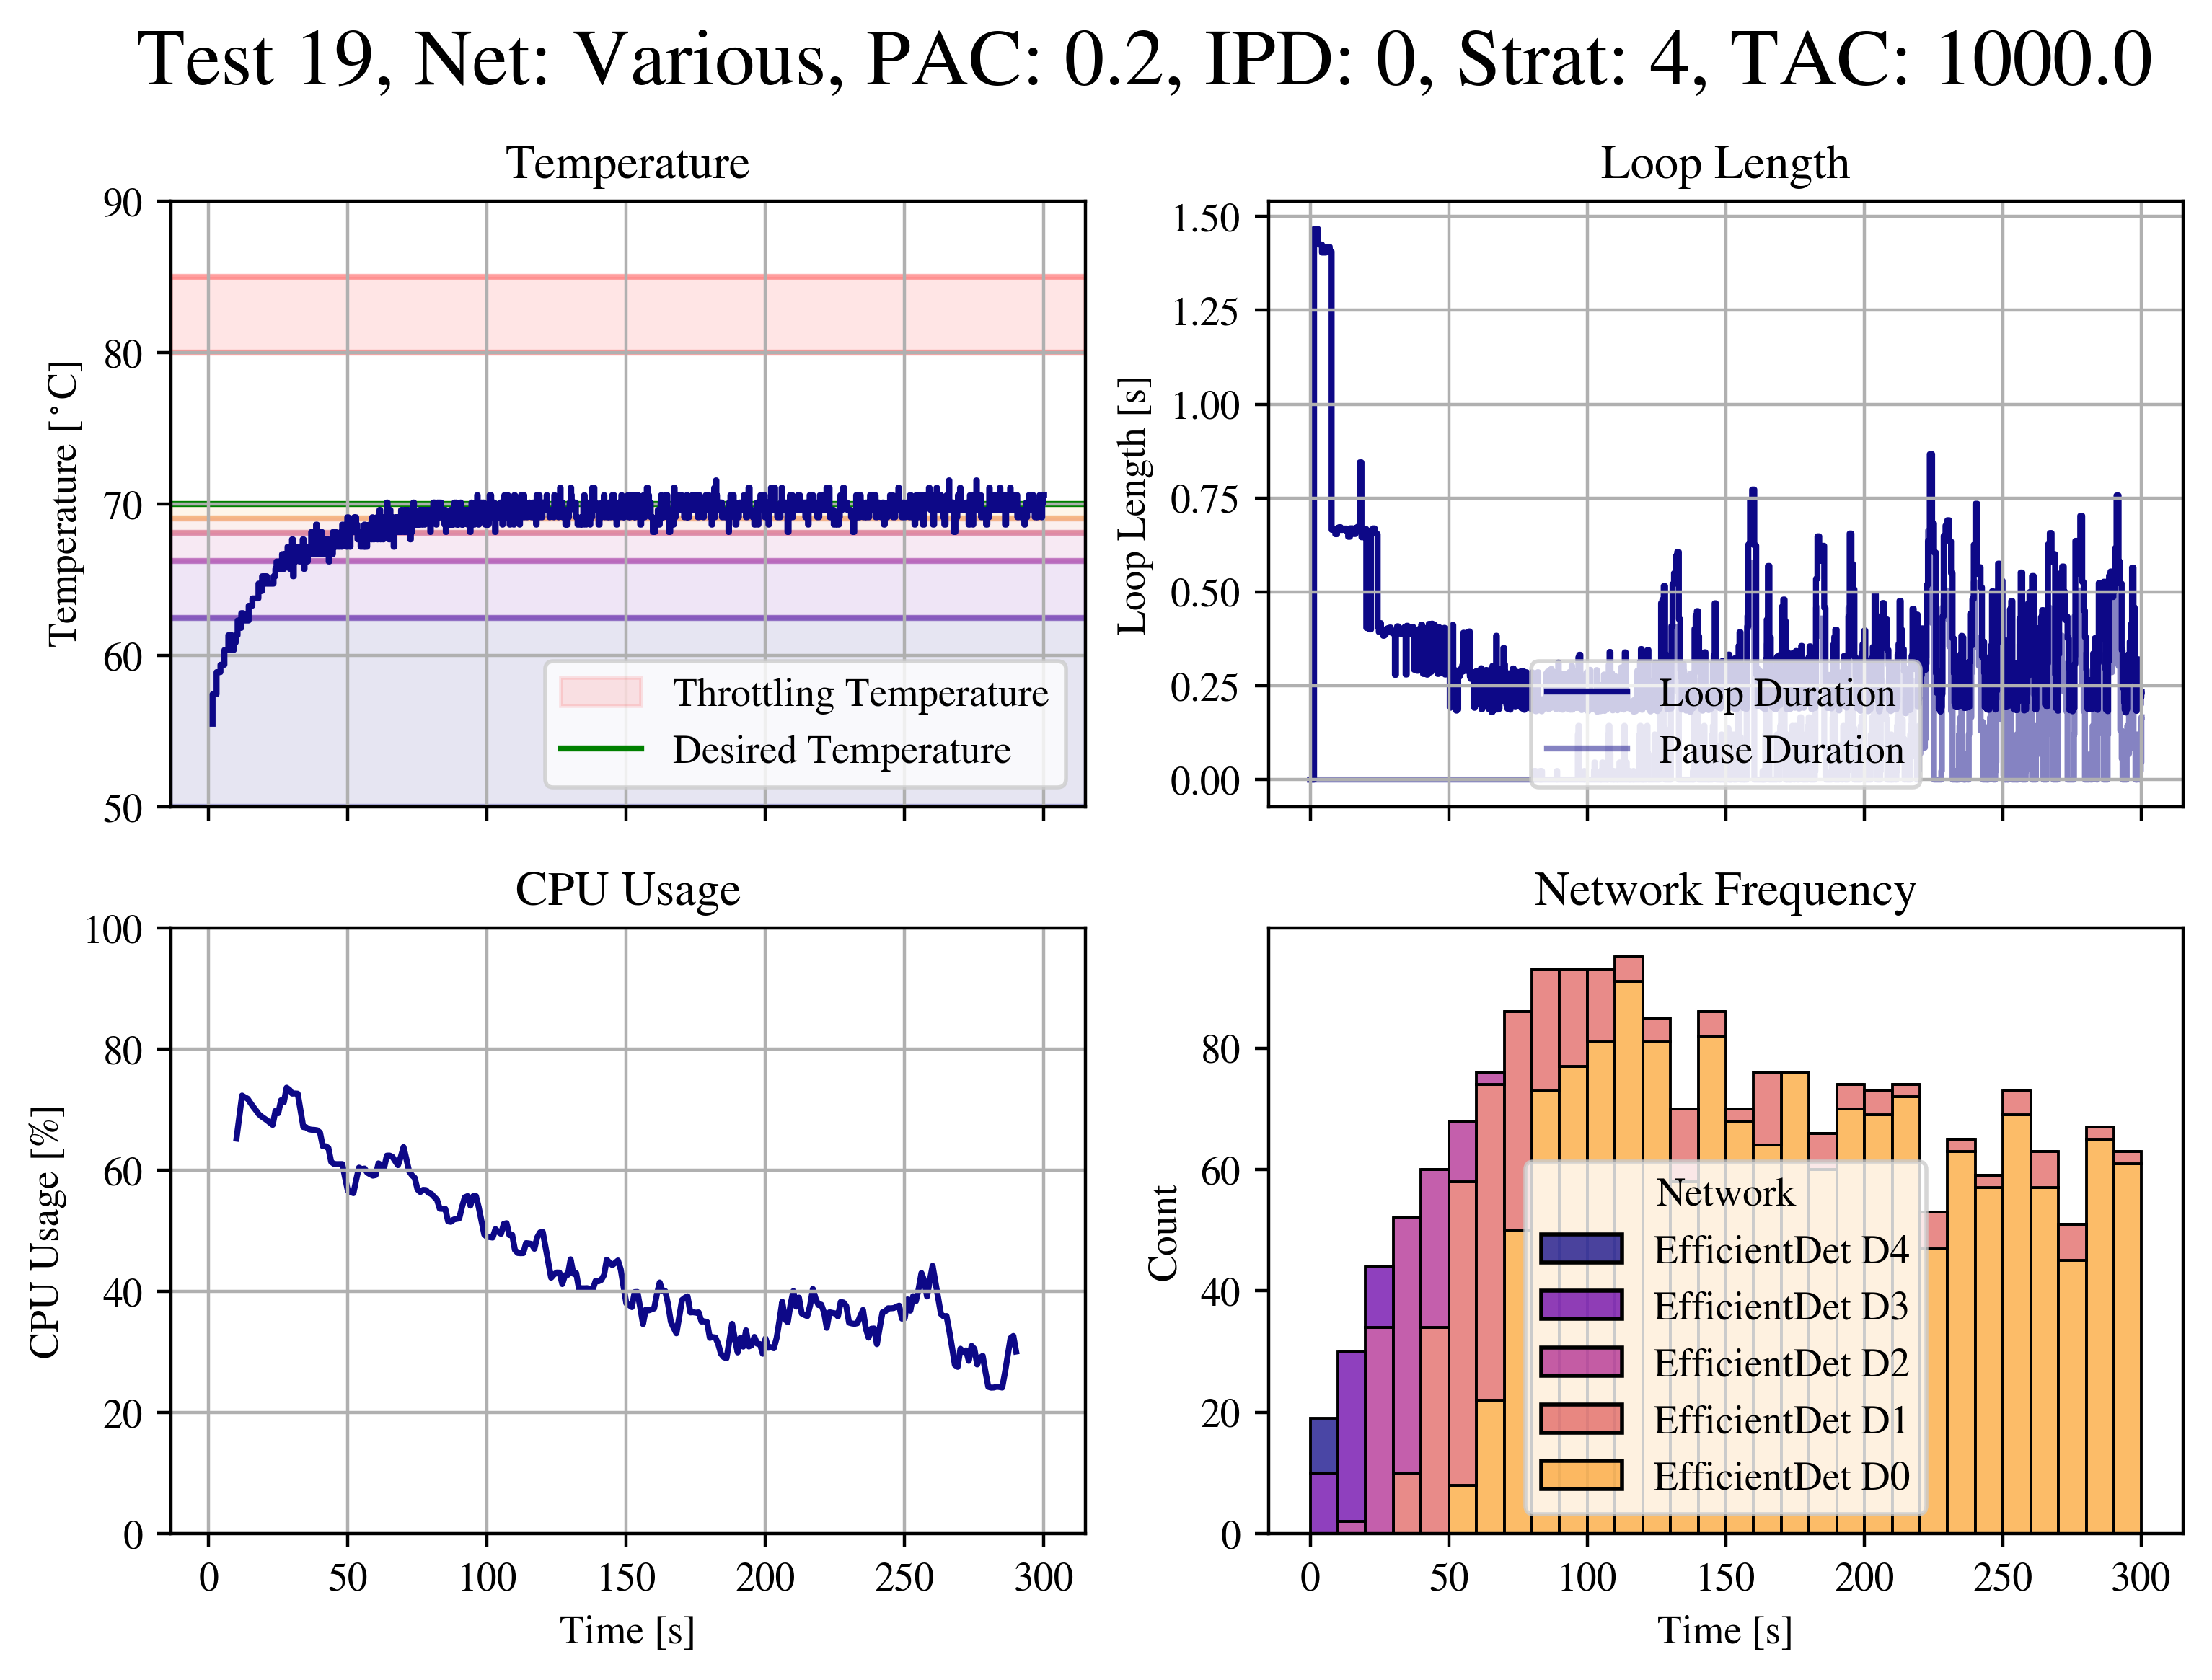 Test 19, Net: Various, PAC: 0.2, IPD: 0, Strat: 4, TAC: 1000.0
Temperature
90
80
70
60
50
Temperature [°C]
Throttling Temperature
Desired Temperature
Loop Length
1.50
1.25
1.00
0.75
0.50
0.25
0.00
Loop Length [s]
Loop Duration
Pause Duration
CPU Usage
100
80
60
40
20
0
CPU Usage [%]
0 50 100 150 200 250 300
Time [s]
Network Frequency
80
60
40
20
0
Count
Network
EfficientDet D4
EfficientDet D3
EfficientDet D2
EfficientDet D1
EfficientDet D0
0 50 100 150 200 250 300
Time [s]